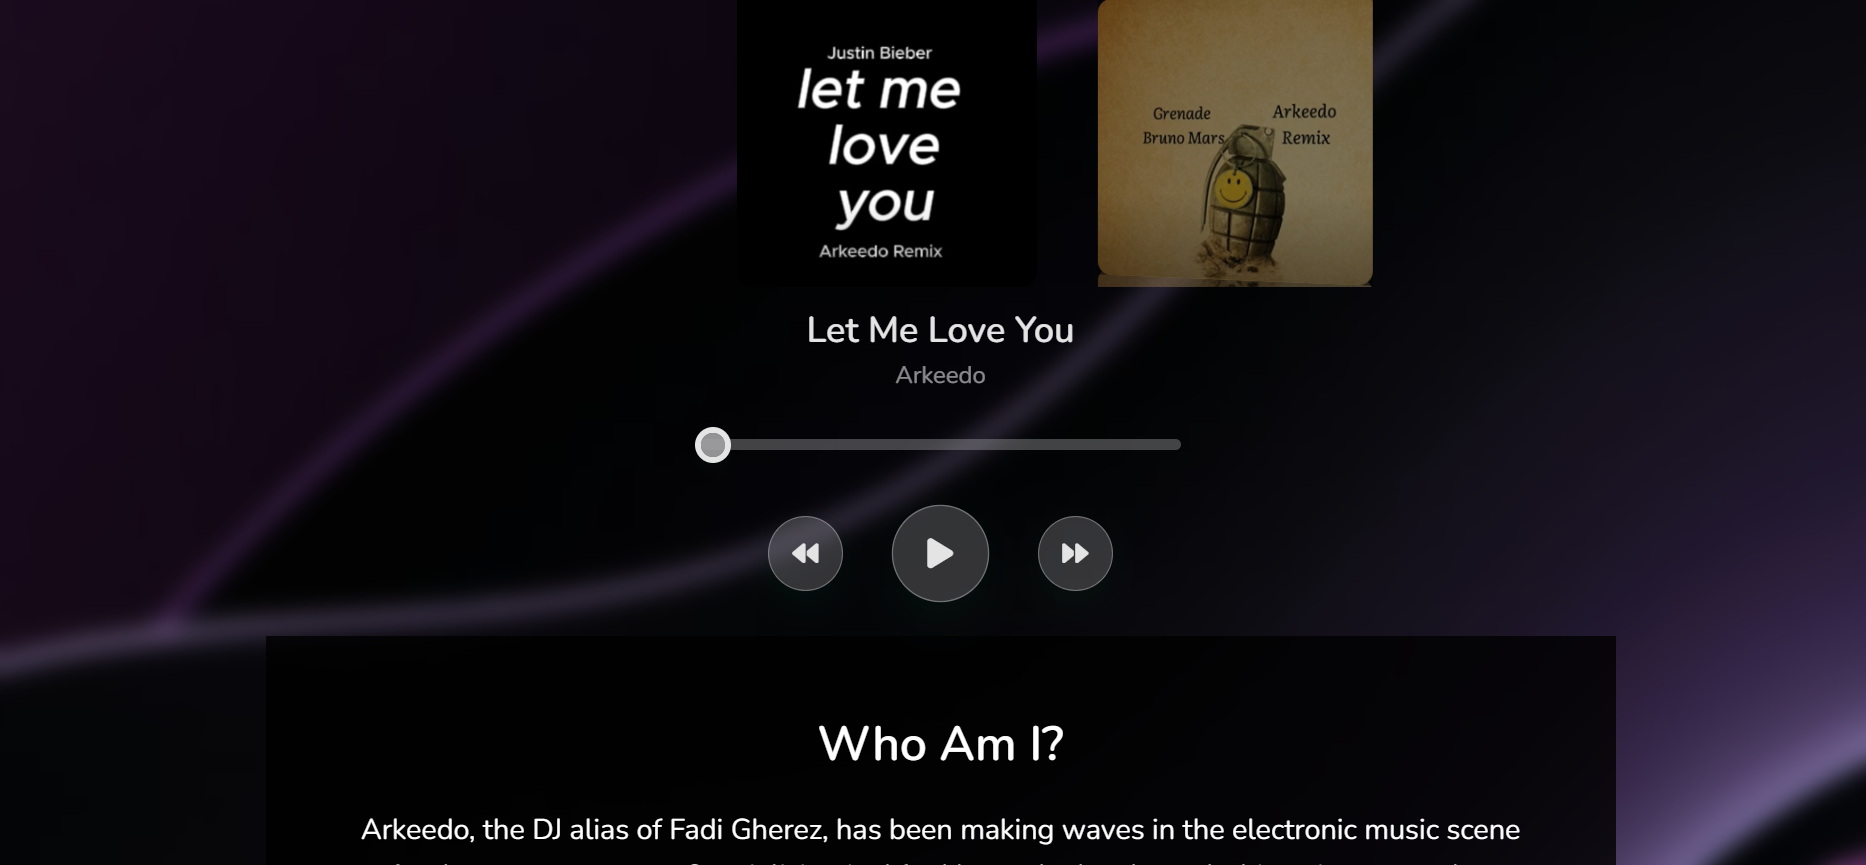 Justin Bieber
let me
love
you
Arkeedo Remix
Grenade
Bruno Mars
Arkeedo
Remix
Let Me Love You
Arkeedo
Who Am I?
Arkeedo, the DJ alias of Fadi Gherez, has been making waves in the electronic music scene